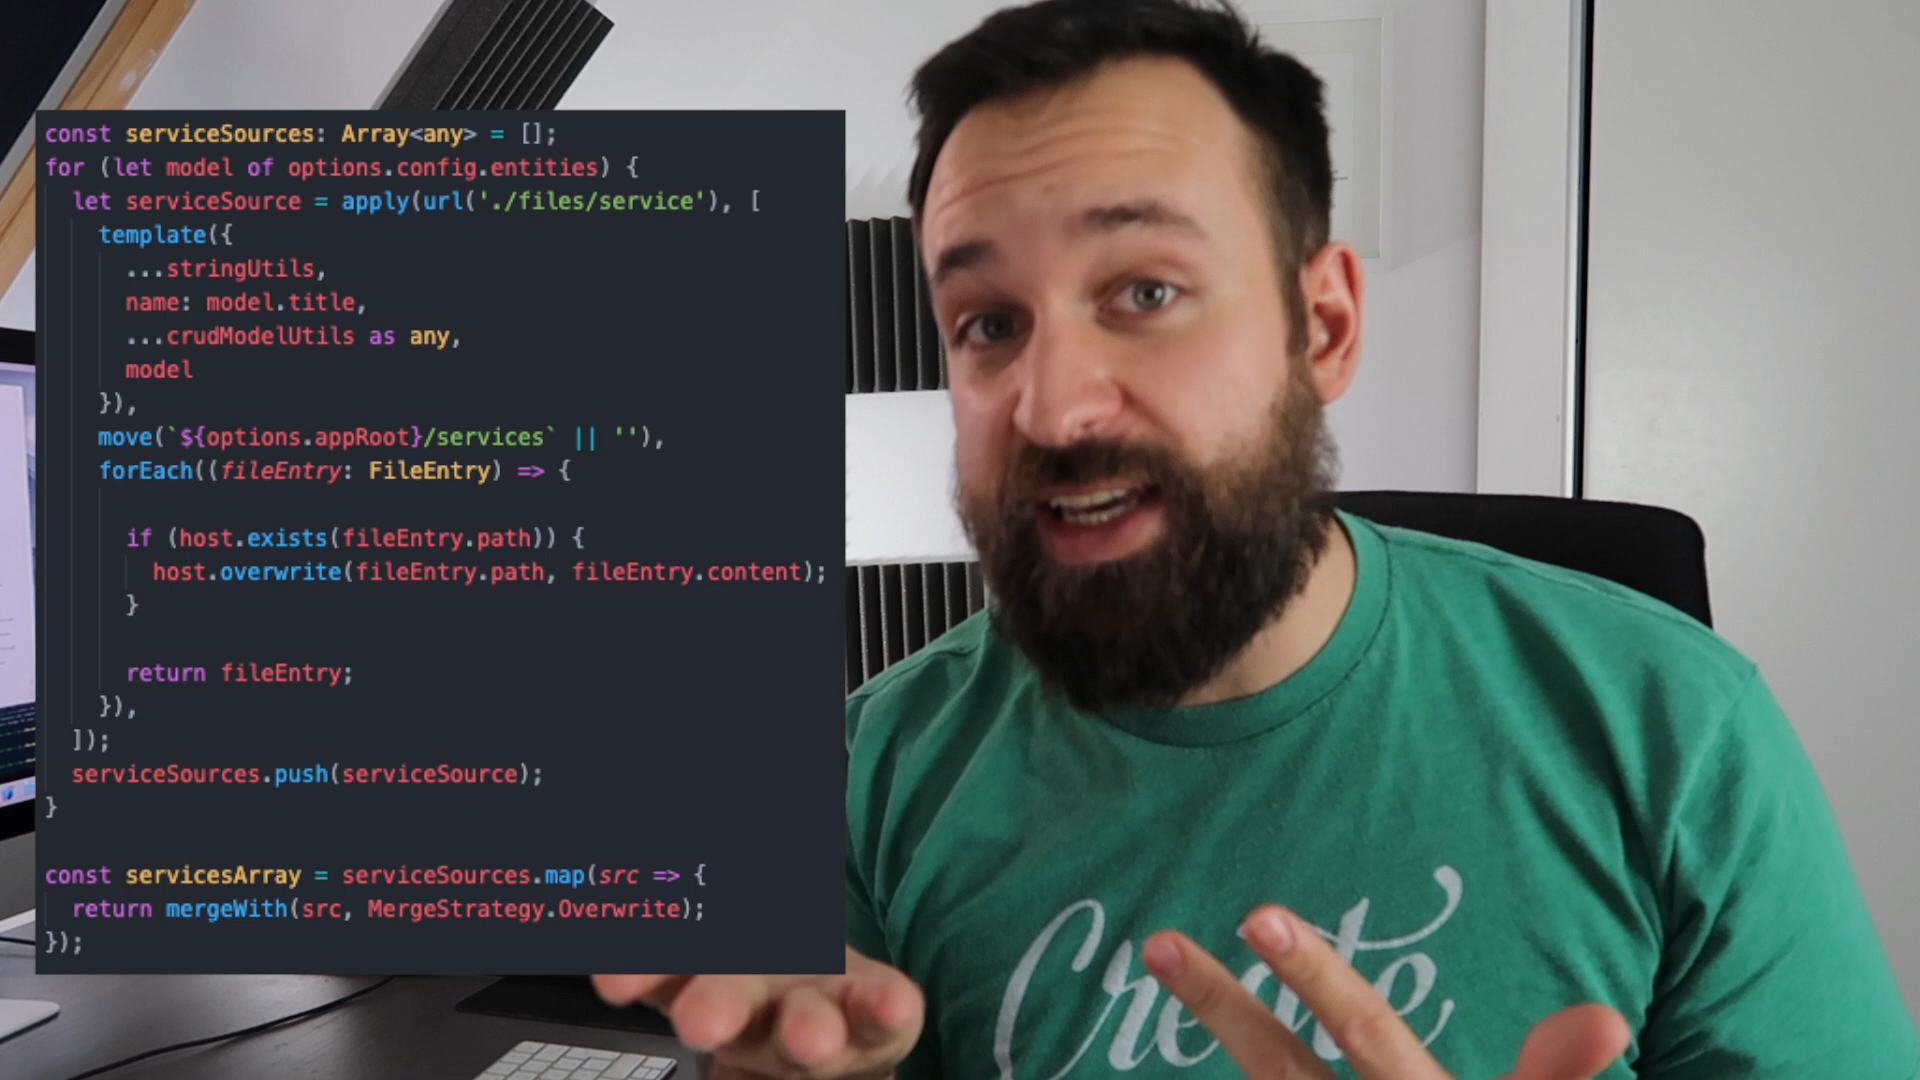 const serviceSources: Array<any> = [];
for (let model of options.config.entities) {
  let serviceSource = apply(url('./files/service'), [
    template({
      ...stringUtils,
      name: model.title,
      ...crudModelUtils as any,
      model
    }),
    move(`${options.appRoot}/services` || ''),
    forEach((fileEntry: FileEntry) => {
      if (host.exists(fileEntry.path)) {
        host.overwrite(fileEntry.path, fileEntry.content);
      }
      return fileEntry;
    }),
  ]);
  serviceSources.push(serviceSource);
}
const servicesArray = serviceSources.map(src => {
  return mergeWith(src, MergeStrategy.Overwrite);
});
Create